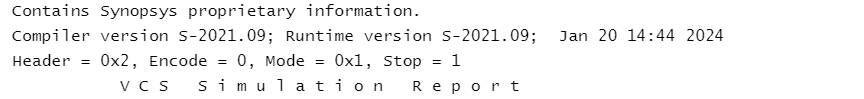 Contains Synopsys proprietary information.
Compiler version S-2021.09; Runtime version S-2021.09;  Jan 20 14:44 2024
Header = 0x2, Encode = 0, Mode = 0x1, Stop = 1
V C S   S i m u l a t i o n   R e p o r t